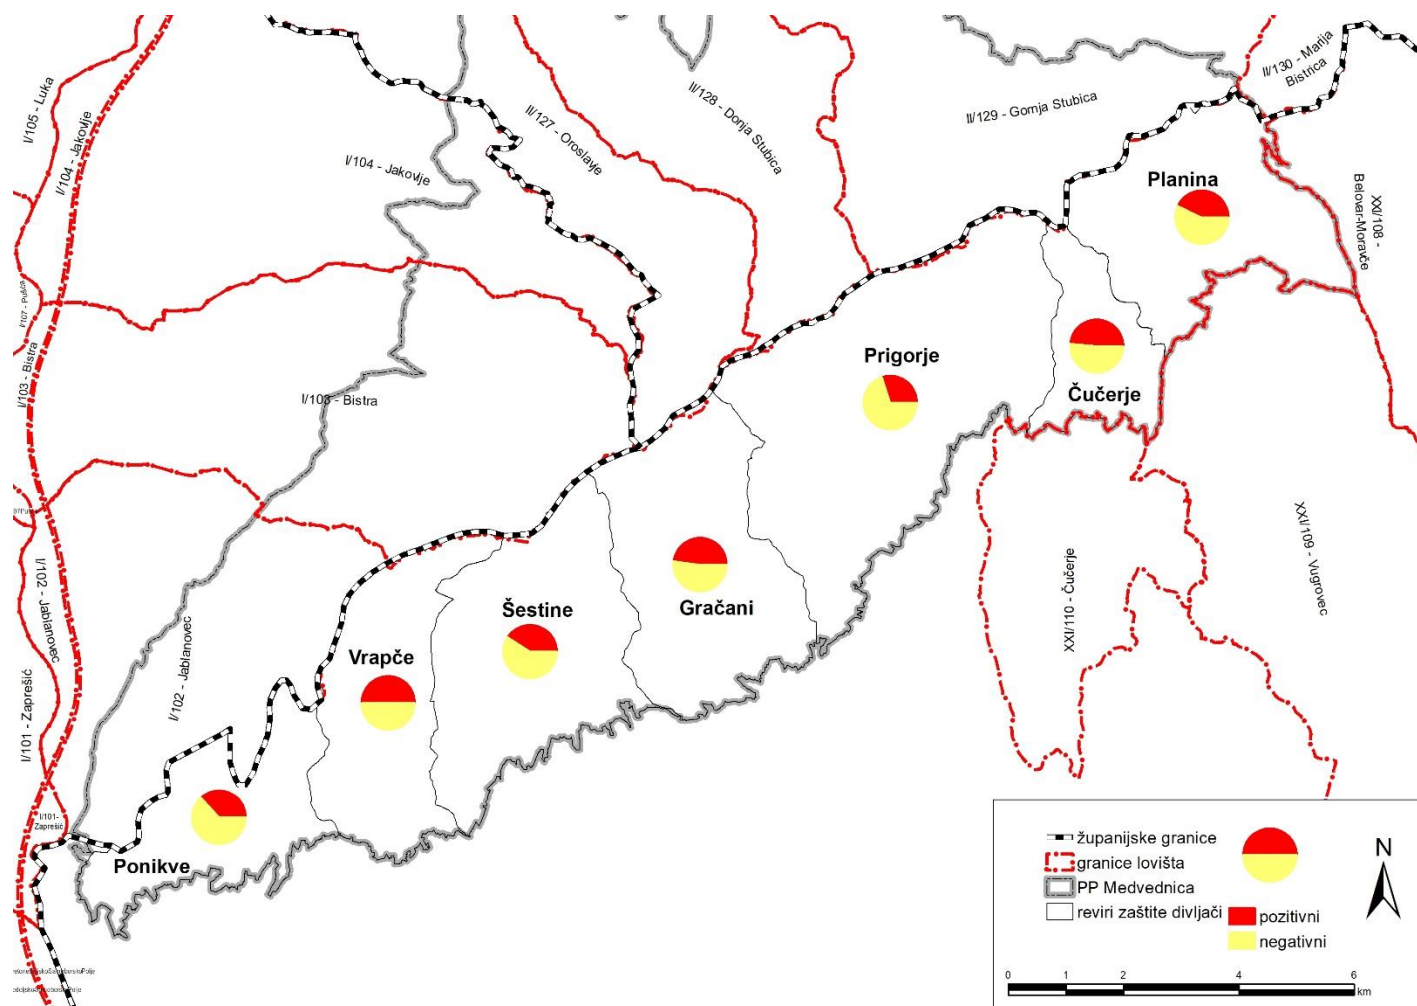 I/105 - Luka
I/104 - Jakovlje
I/104 - Jakovlje
II/127 - Oroslavje
II/128 - Donja Stubica
II/129 - Gornja Stubica
II/130 - Marija
Bistrica
Planina
XXI/108 -
Belovar-Moravče
I/103 - Bistra
I/103 - Bistra
Prigorje
Čučerje
I/102 - Jablanovec
I/102 - Jablanovec
Šestine
Gračani
Vrapče
XXI/110 - Čučerje
XXI/109 - Vugrovec
I/101 - Zaprešić
I/101-
Zaprešić
Ponikve
županijske granice
granice lovišta
PP Medvednica
reviri zaštite divljači
pozitivni
negativni
N
0 1 2 4 6
km